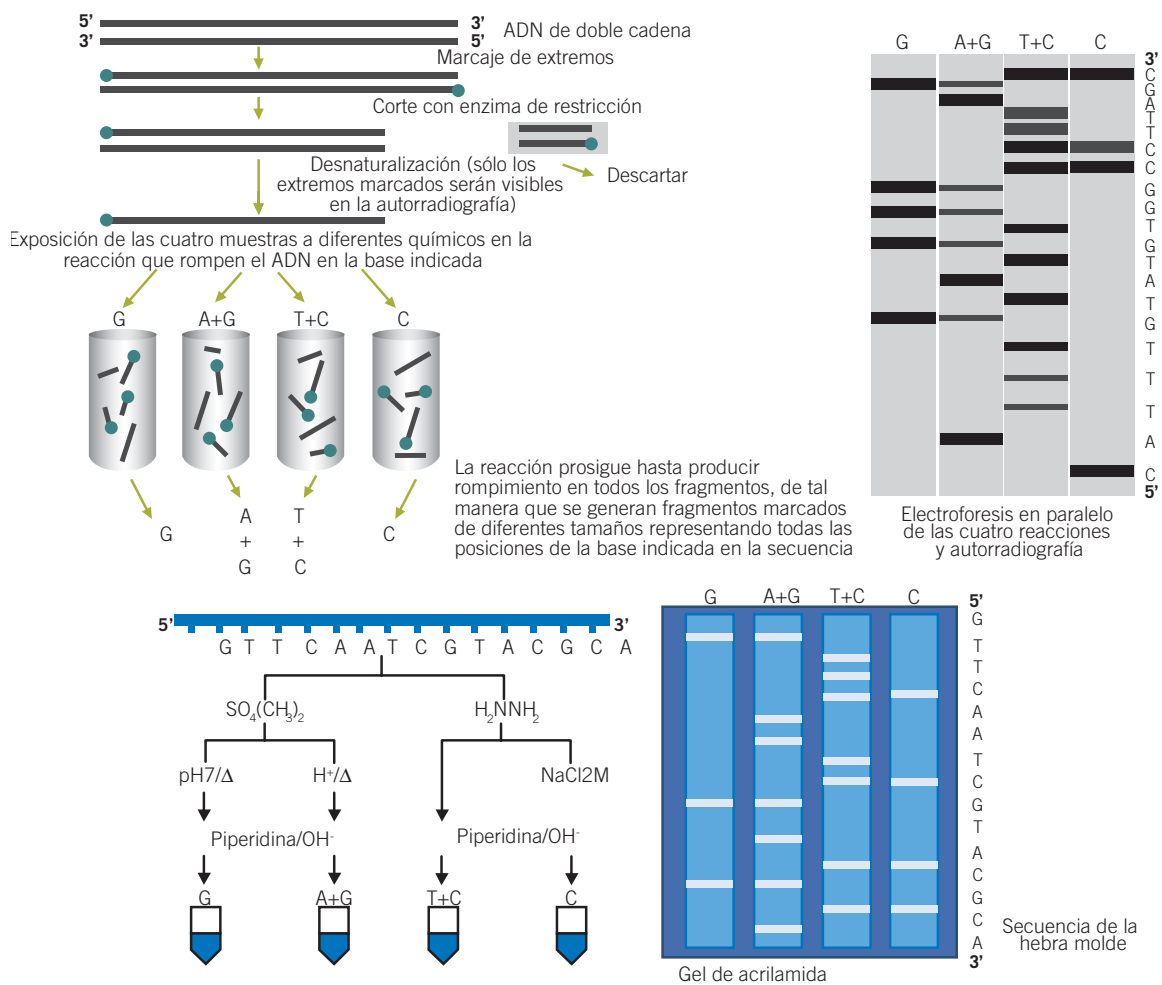 5’ 3’
3’ 5’
ADN de doble cadena
Marcaje de extremos
Corte con enzima de restricción
Desnaturalización (sólo los
extremos marcados serán visibles
en la autorradiografía)
Descartar
Exposición de las cuatro muestras a diferentes químicos en la
reacción que rompen el ADN en la base indicada
G A+G T+C C
G
A
+
G
T
+
C
C
La reacción prosigue hasta producir
rompimiento en todos los fragmentos, de tal
manera que se generan fragmentos marcados
de diferentes tamaños representando todas las
posiciones de la base indicada en la secuencia
G A+G T+C C
3’
C
G
A
T
T
C
C
G
G
T
G
T
A
T
G
T
T
T
A
C
5’
Electroforesis en paralelo
de las cuatro reacciones
y autorradiografía
5’ 3’
G T T C A A T C G T A C G C A
SO₄(CH₃)₂ H₂NNH₂
pH7/Δ H⁺/Δ NaCl2M
Piperidina/OH⁻ Piperidina/OH⁻
G A+G T+C C
G A+G T+C C
5’
G
T
T
C
A
A
T
C
G
T
A
C
G
C
A
3’
Secuencia de la
hebra molde
Gel de acrilamida